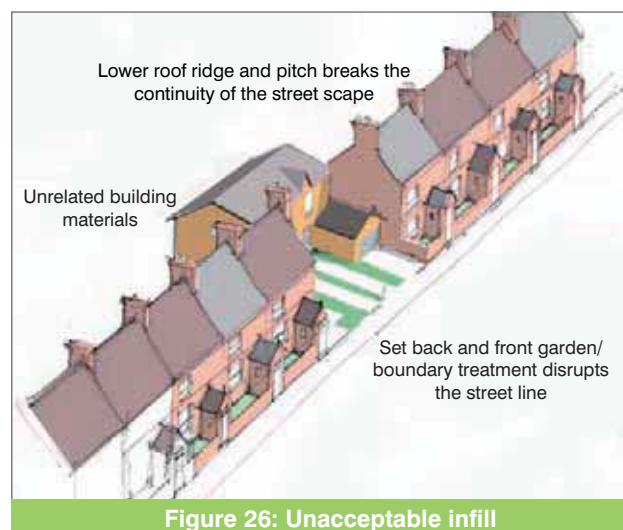 Lower roof ridge and pitch breaks the
continuity of the street scape
Unrelated building
materials
Set back and front garden/
boundary treatment disrupts
the street line
Figure 26: Unacceptable infill